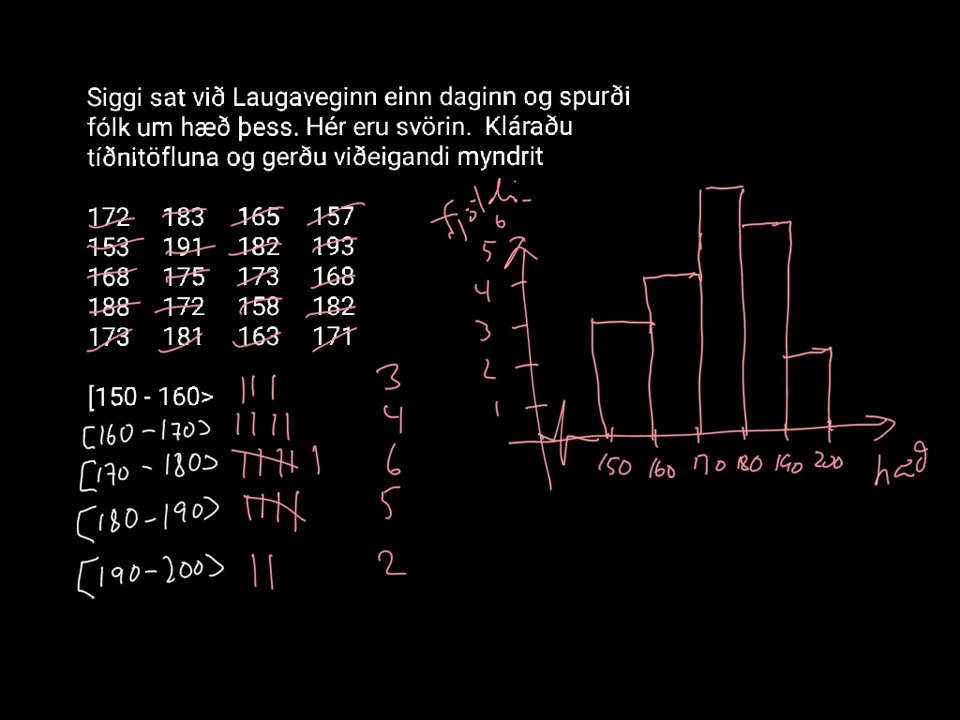 Siggi sat við Laugaveginn einn daginn og spurði
fólk um hæð þess. Hér eru svörin. Kláraðu
tíðnitöfluna og gerðu viðeigandi myndrit
172 183 165 157
153 191 182 193
168 175 173 168
188 172 158 182
173 181 163 171
[150 - 160> 3
[160 - 170> 4
[170 - 180> 6
[180 - 190> 5
[190 - 200> 2
fjöldi
6
5
4
3
2
1
150 160 170 180 190 200
hæð